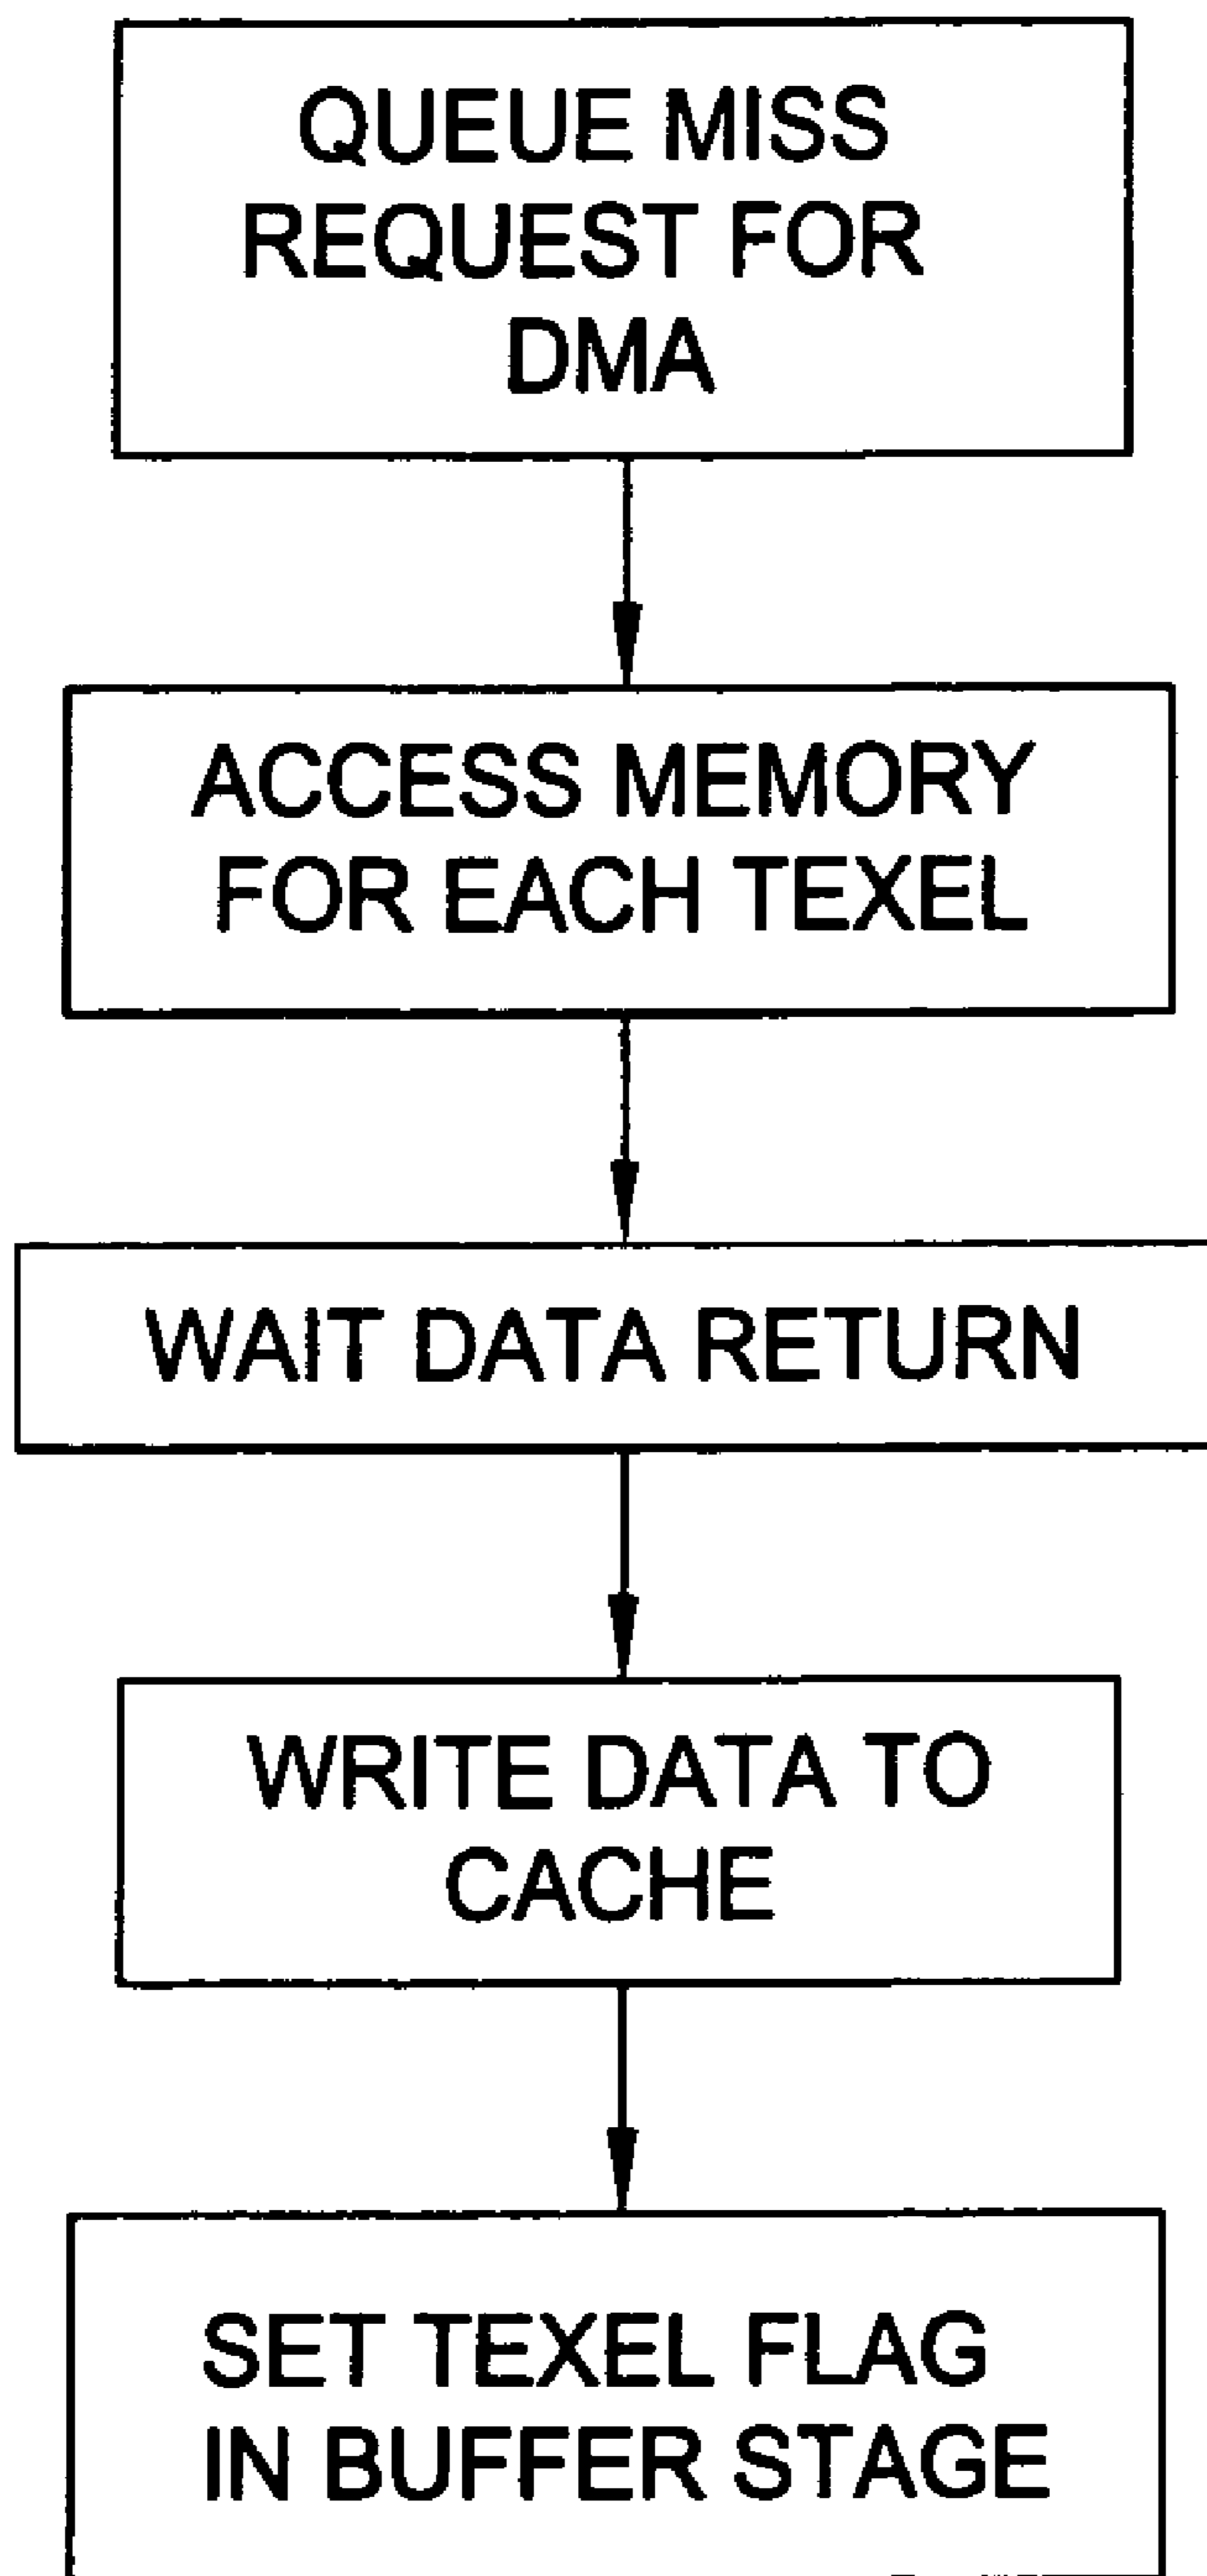 QUEUE MISS
REQUEST FOR
DMA
ACCESS MEMORY
FOR EACH TEXEL
WAIT DATA RETURN
WRITE DATA TO
CACHE
SET TEXEL FLAG
IN BUFFER STAGE